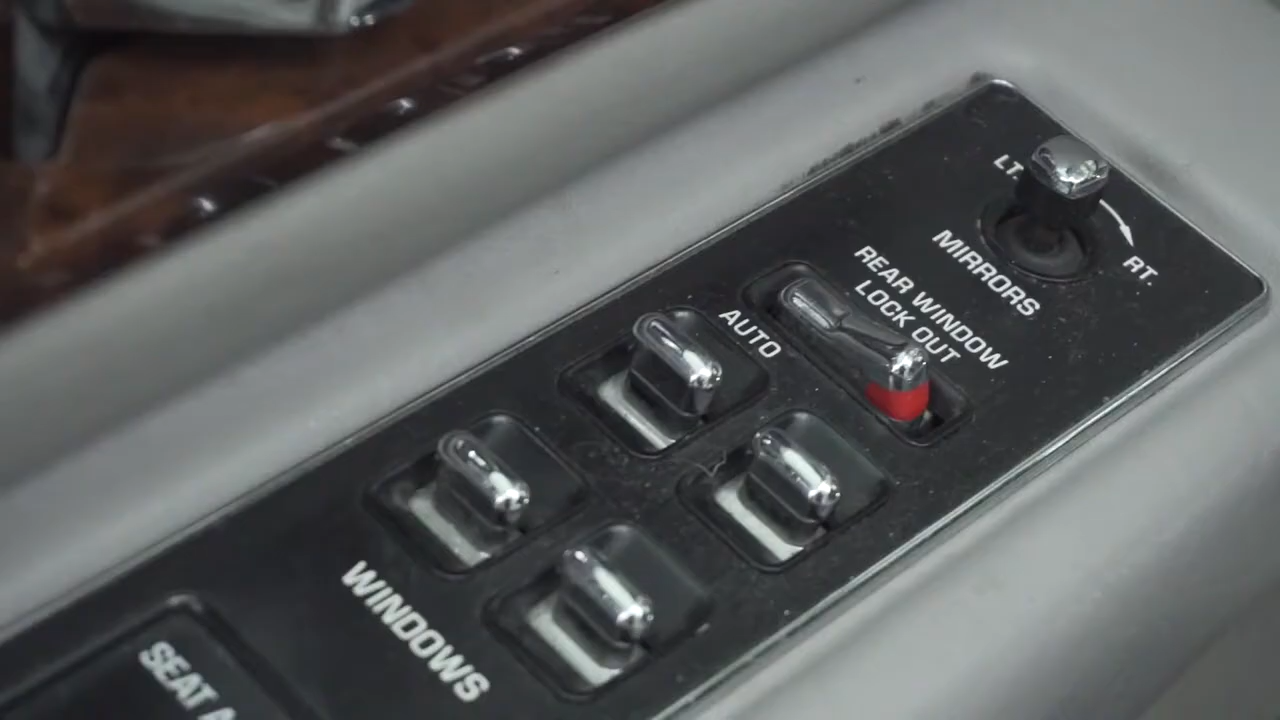 LT.
RT.
MIRRORS
REAR WINDOW
LOCK OUT
AUTO
WINDOWS
SEAT